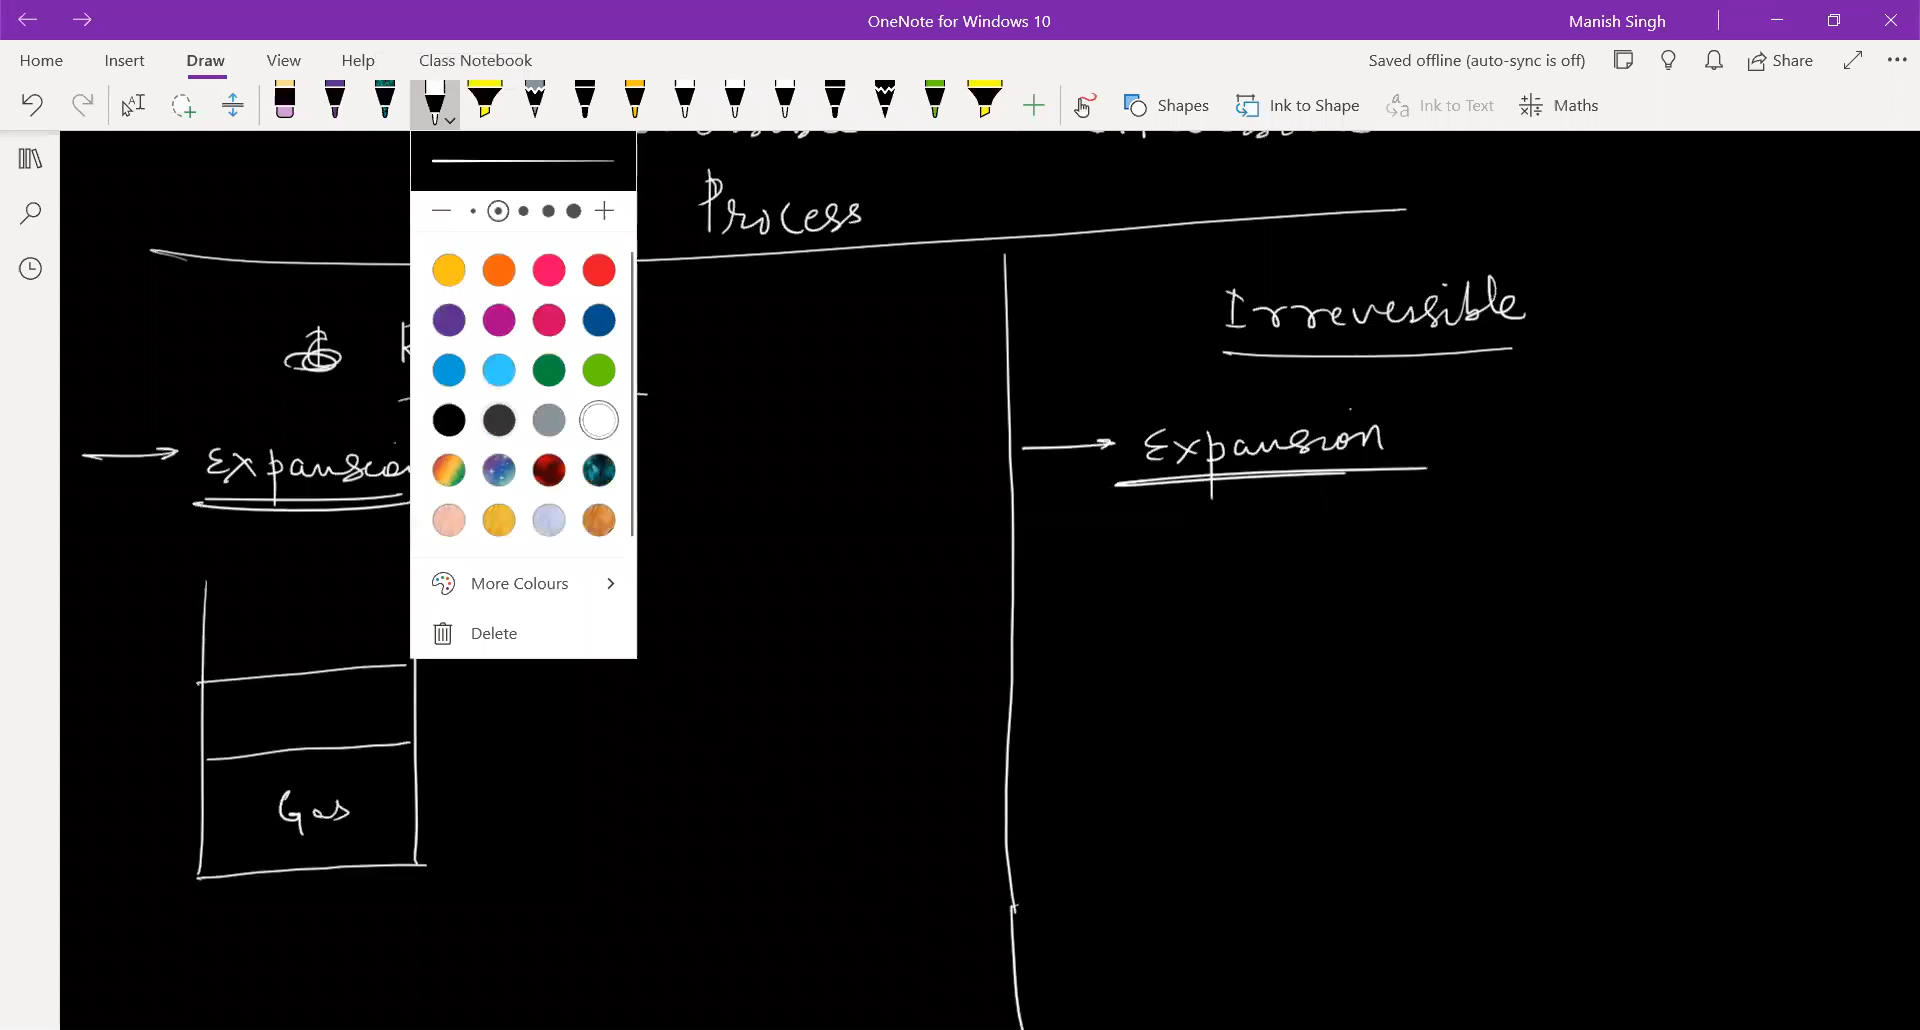 OneNote for Windows 10
Manish Singh
Home Insert Draw View Help Class Notebook
Saved offline (auto-sync is off) Share
Shapes Ink to Shape Ink to Text Maths
Process
Irreversible
Expansion
Expansion
More Colours
Delete
Gas